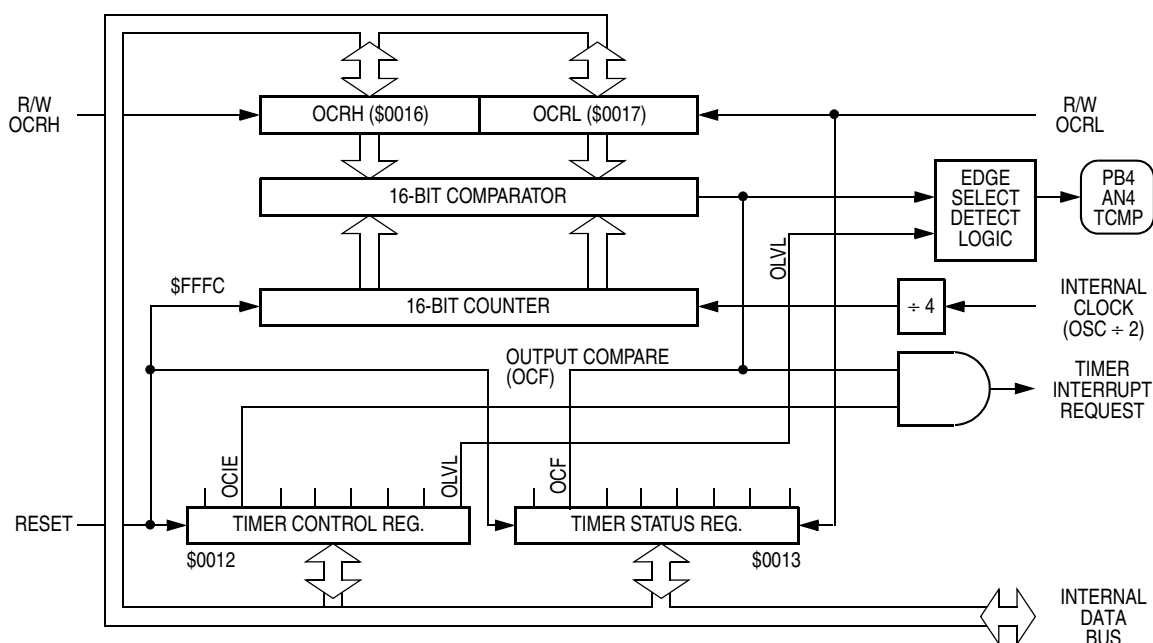 R/W
OCRH
OCRH ($0016)
OCRL ($0017)
R/W
OCRL
16-BIT COMPARATOR
EDGE
SELECT
DETECT
LOGIC
PB4
AN4
TCMP
OLVL
$FFFC
16-BIT COUNTER
÷ 4
INTERNAL
CLOCK
(OSC ÷ 2)
OUTPUT COMPARE
(OCF)
TIMER
INTERRUPT
REQUEST
OCIE
OLVL
OCF
RESET
TIMER CONTROL REG.
TIMER STATUS REG.
$0012
$0013
INTERNAL
DATA
BUS